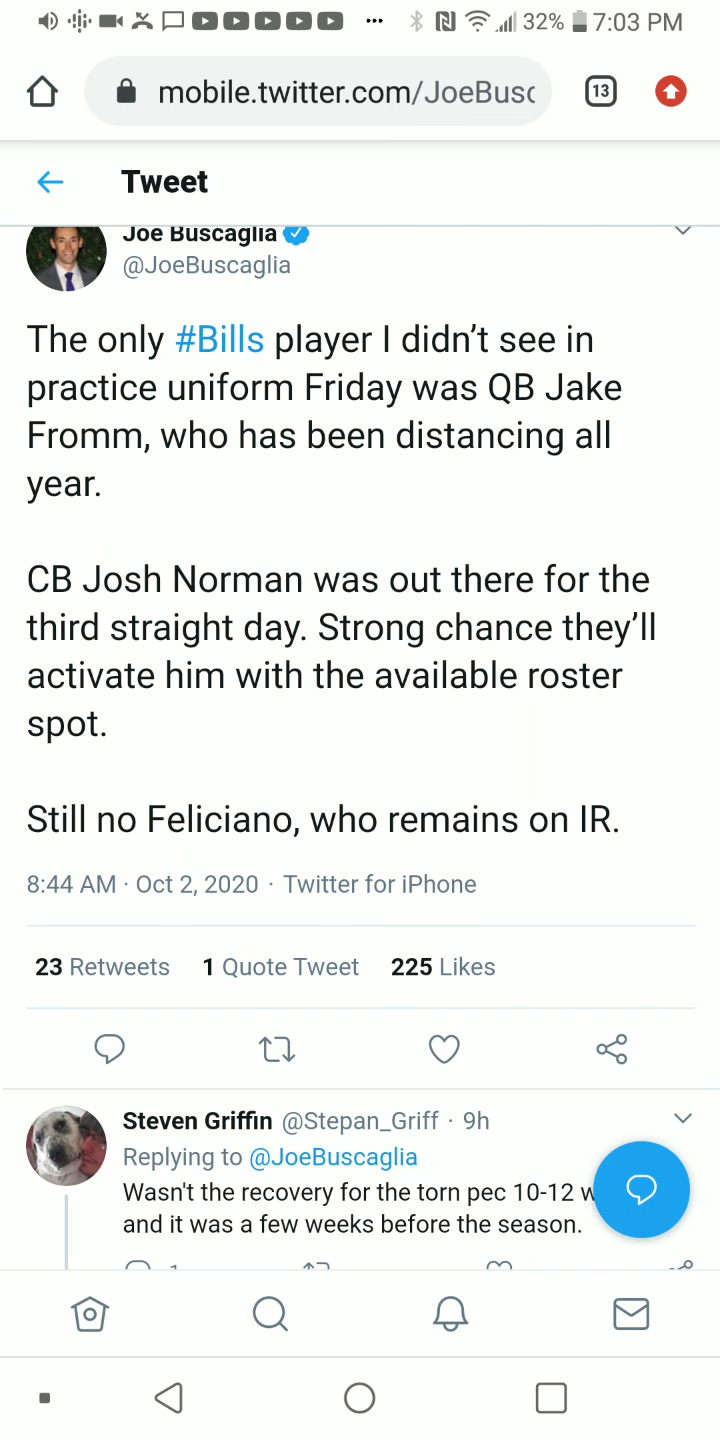 32% 7:03 PM
mobile.twitter.com/JoeBusc
13
Tweet
Joe Buscaglia
@JoeBuscaglia
The only #Bills player I didn’t see in
practice uniform Friday was QB Jake
Fromm, who has been distancing all
year.
CB Josh Norman was out there for the
third straight day. Strong chance they’ll
activate him with the available roster
spot.
Still no Feliciano, who remains on IR.
8:44 AM · Oct 2, 2020 · Twitter for iPhone
23 Retweets 1 Quote Tweet 225 Likes
Steven Griffin @Stepan_Griff · 9h
Replying to @JoeBuscaglia
Wasn't the recovery for the torn pec 10-12
and it was a few weeks before the season.